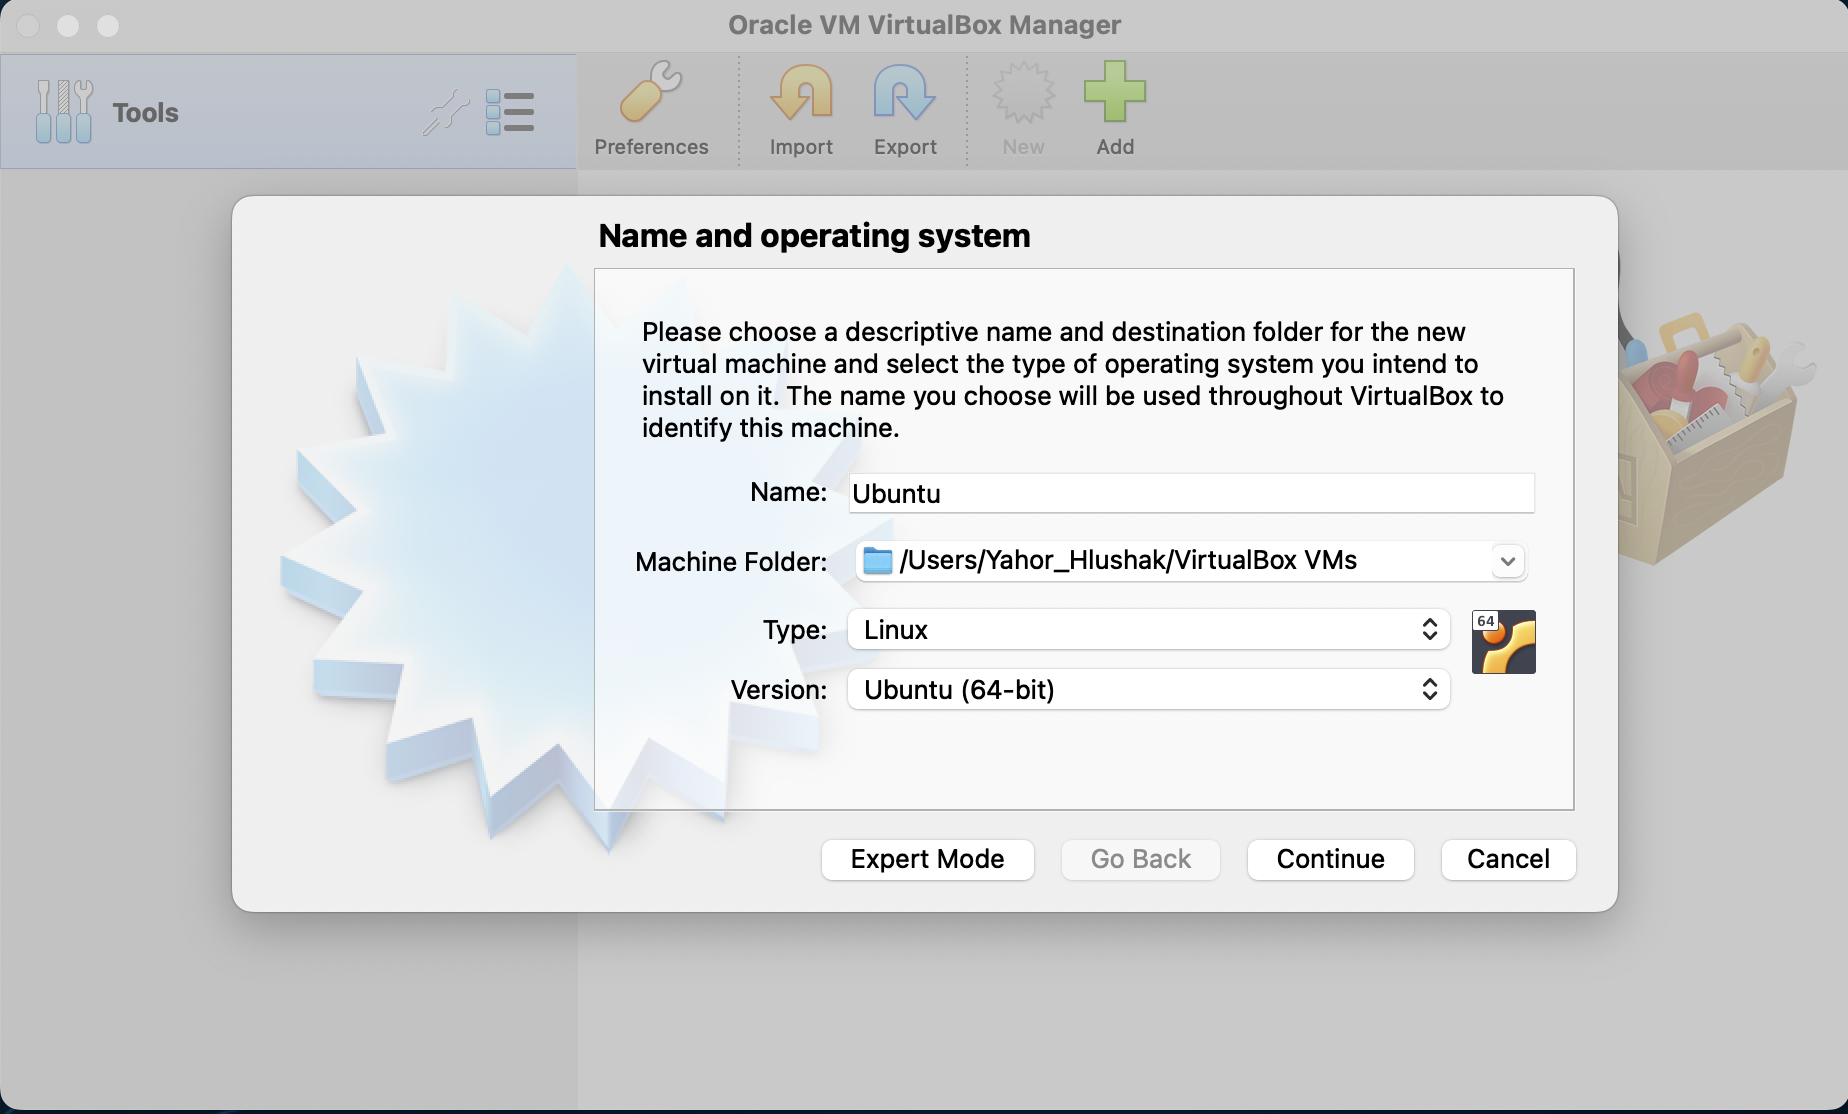 Oracle VM VirtualBox Manager
Tools
Preferences
Import
Export
New
Add
Name and operating system
Please choose a descriptive name and destination folder for the new
virtual machine and select the type of operating system you intend to
install on it. The name you choose will be used throughout VirtualBox to
identify this machine.
Name: Ubuntu
Machine Folder: /Users/Yahor_Hlushak/VirtualBox VMs
Type: Linux
64
Version: Ubuntu (64-bit)
Expert Mode
Go Back
Continue
Cancel